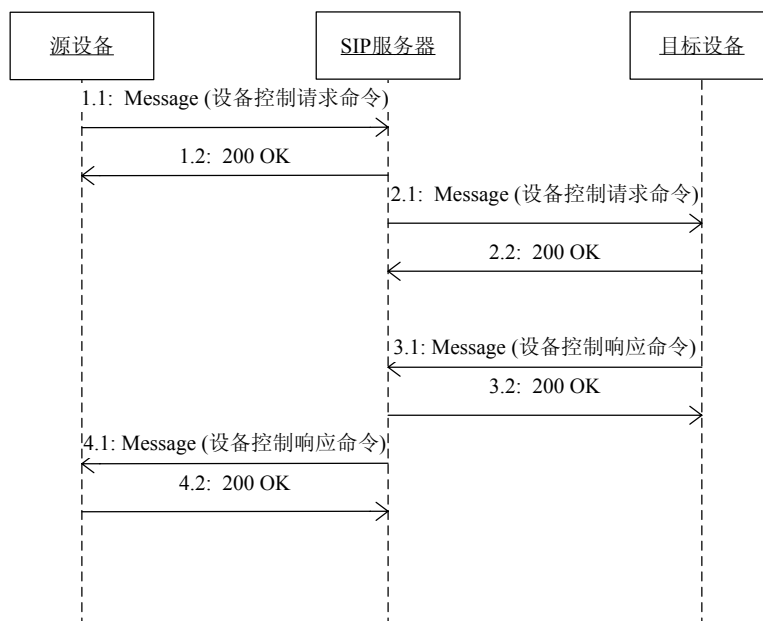 源设备
SIP服务器
目标设备
1.1: Message (设备控制请求命令)
1.2: 200 OK
2.1: Message (设备控制请求命令)
2.2: 200 OK
3.1: Message (设备控制响应命令)
3.2: 200 OK
4.1: Message (设备控制响应命令)
4.2: 200 OK